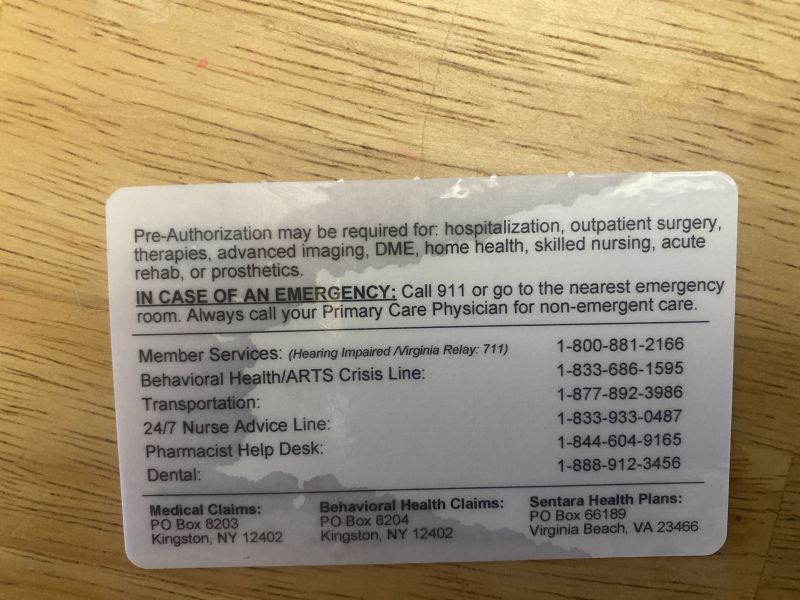 Pre-Authorization may be required for: hospitalization, outpatient surgery,
therapies, advanced imaging, DME, home health, skilled nursing, acute
rehab, or prosthetics.
IN CASE OF AN EMERGENCY: Call 911 or go to the nearest emergency
room. Always call your Primary Care Physician for non-emergent care.
Member Services: (Hearing Impaired /Virginia Relay: 711) 1-800-881-2166
Behavioral Health/ARTS Crisis Line: 1-833-686-1595
Transportation: 1-877-892-3986
24/7 Nurse Advice Line: 1-833-933-0487
Pharmacist Help Desk: 1-844-604-9165
Dental: 1-888-912-3456
Medical Claims:
PO Box 8203
Kingston, NY 12402
Behavioral Health Claims:
PO Box 8204
Kingston, NY 12402
Sentara Health Plans:
PO Box 66189
Virginia Beach, VA 23466